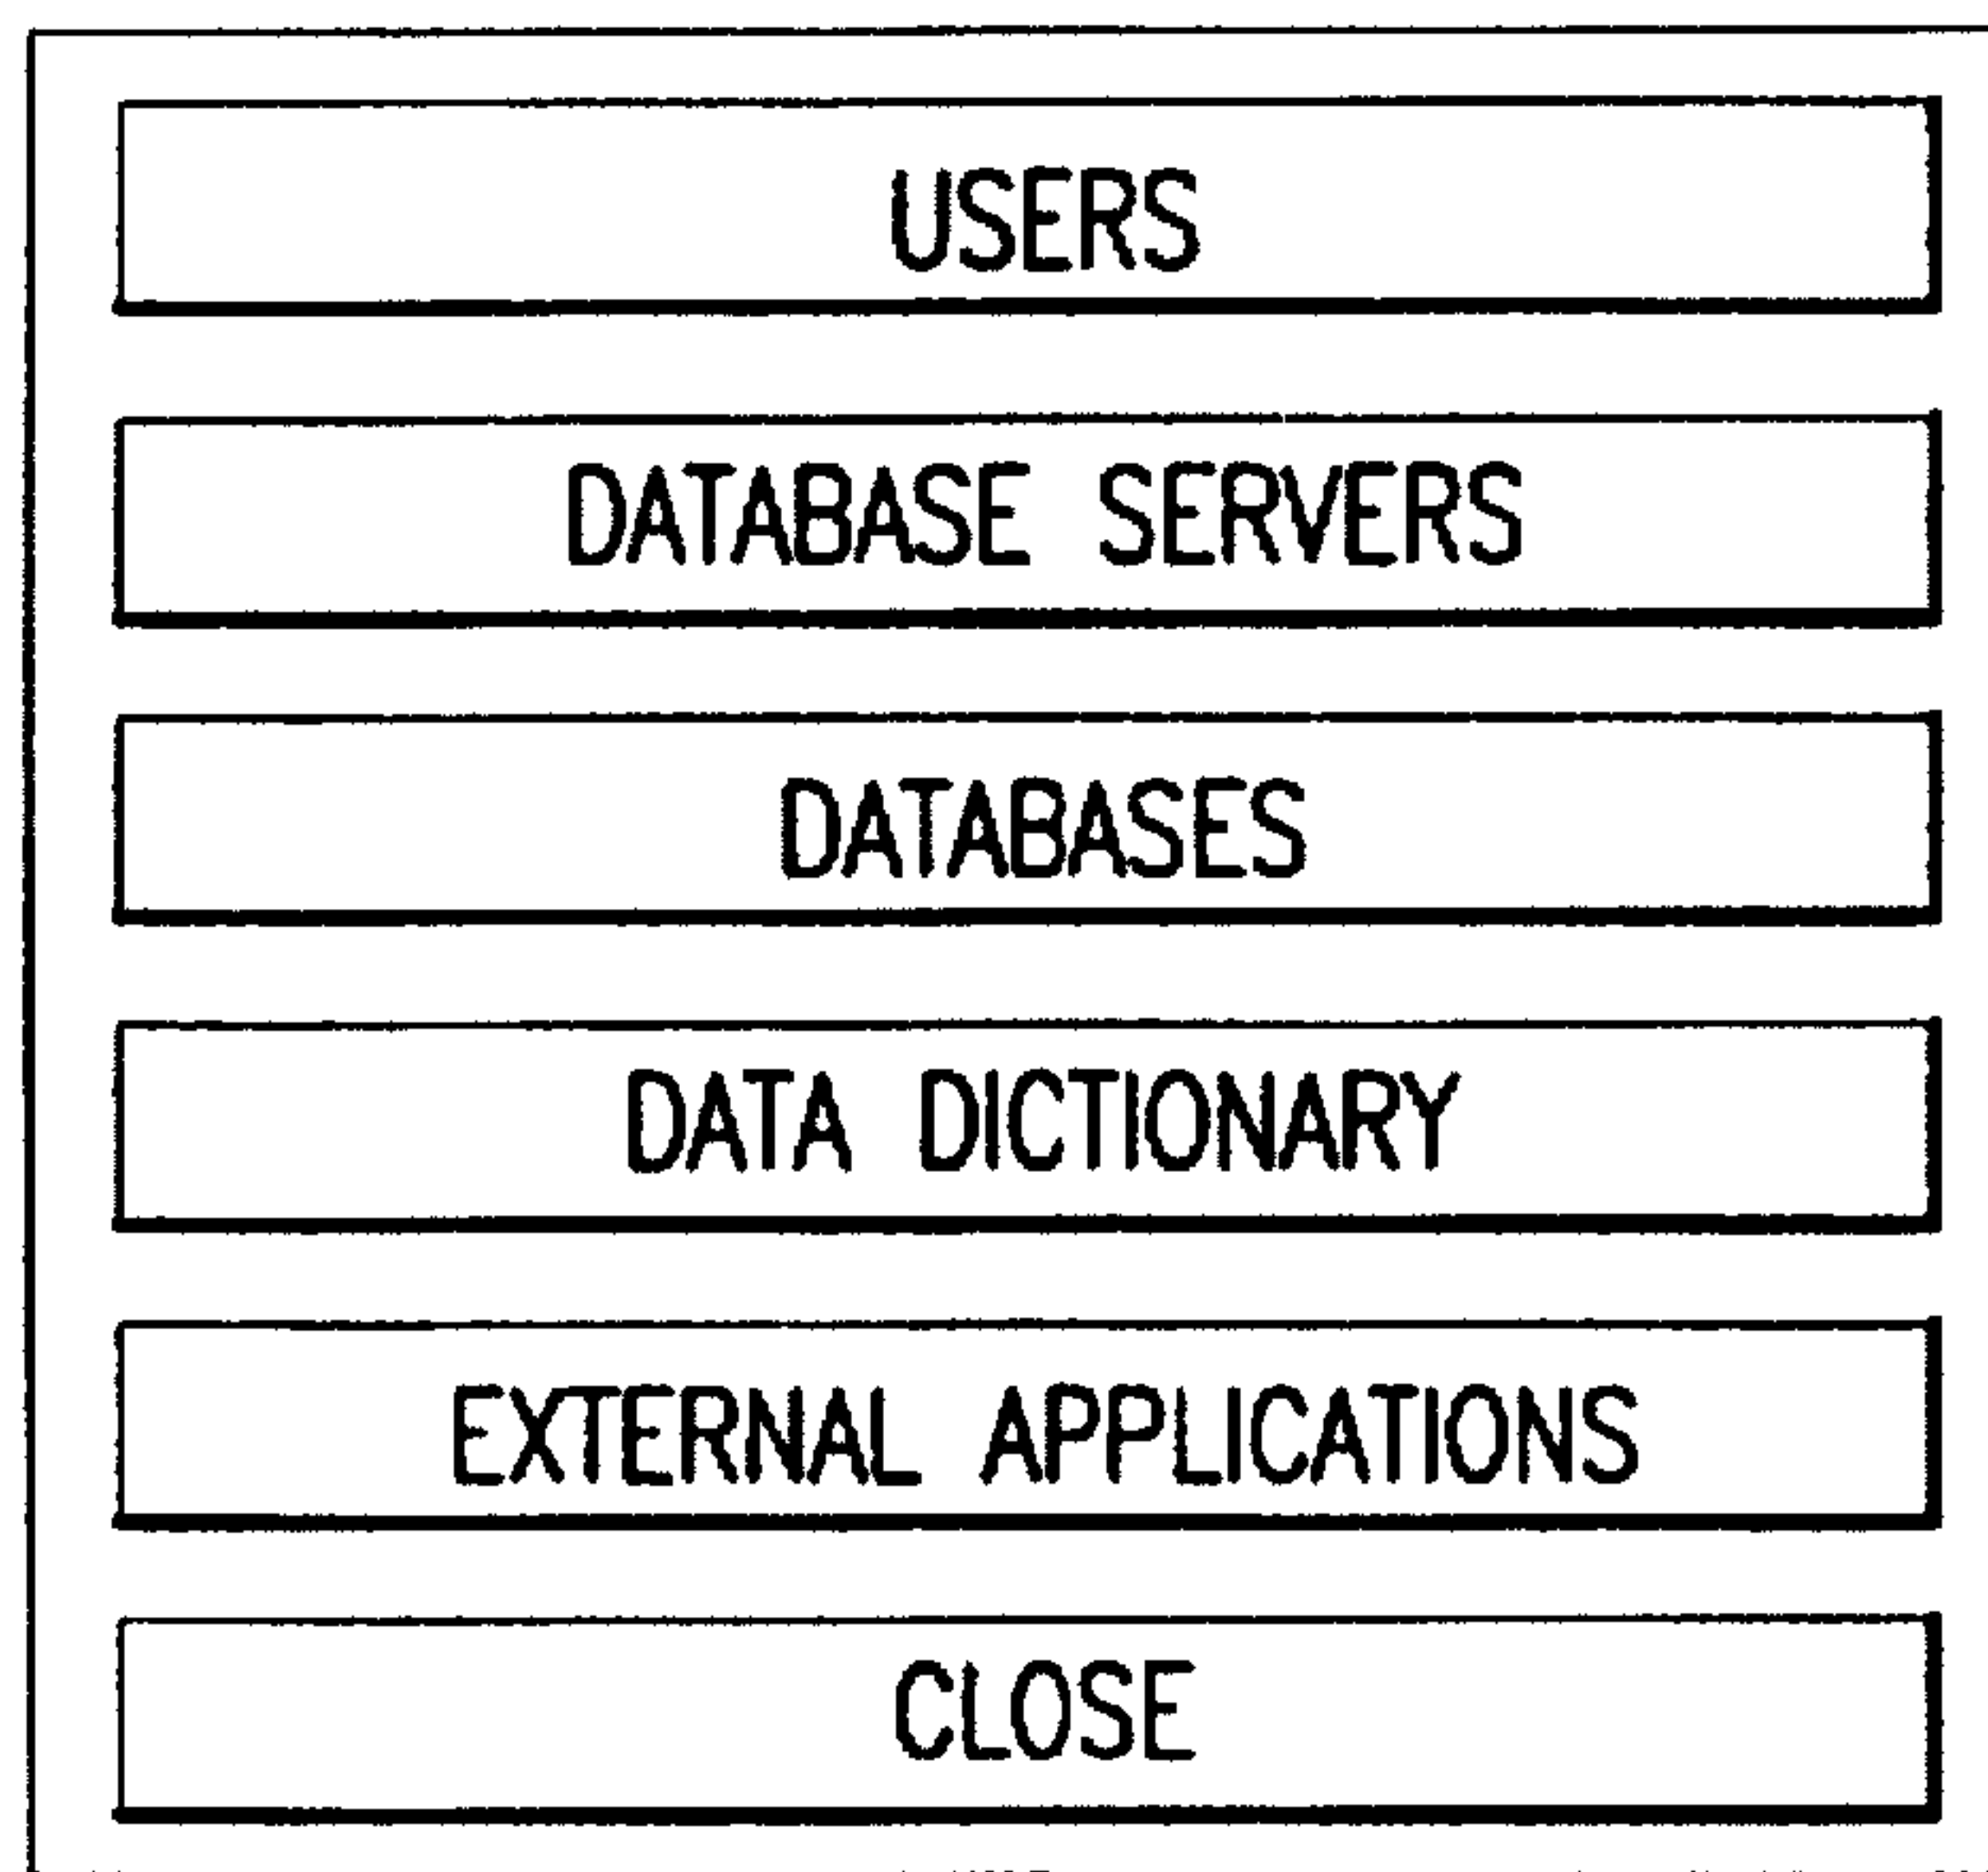 USERS
DATABASE SERVERS
DATABASES
DATA DICTIONARY
EXTERNAL APPLICATIONS
CLOSE